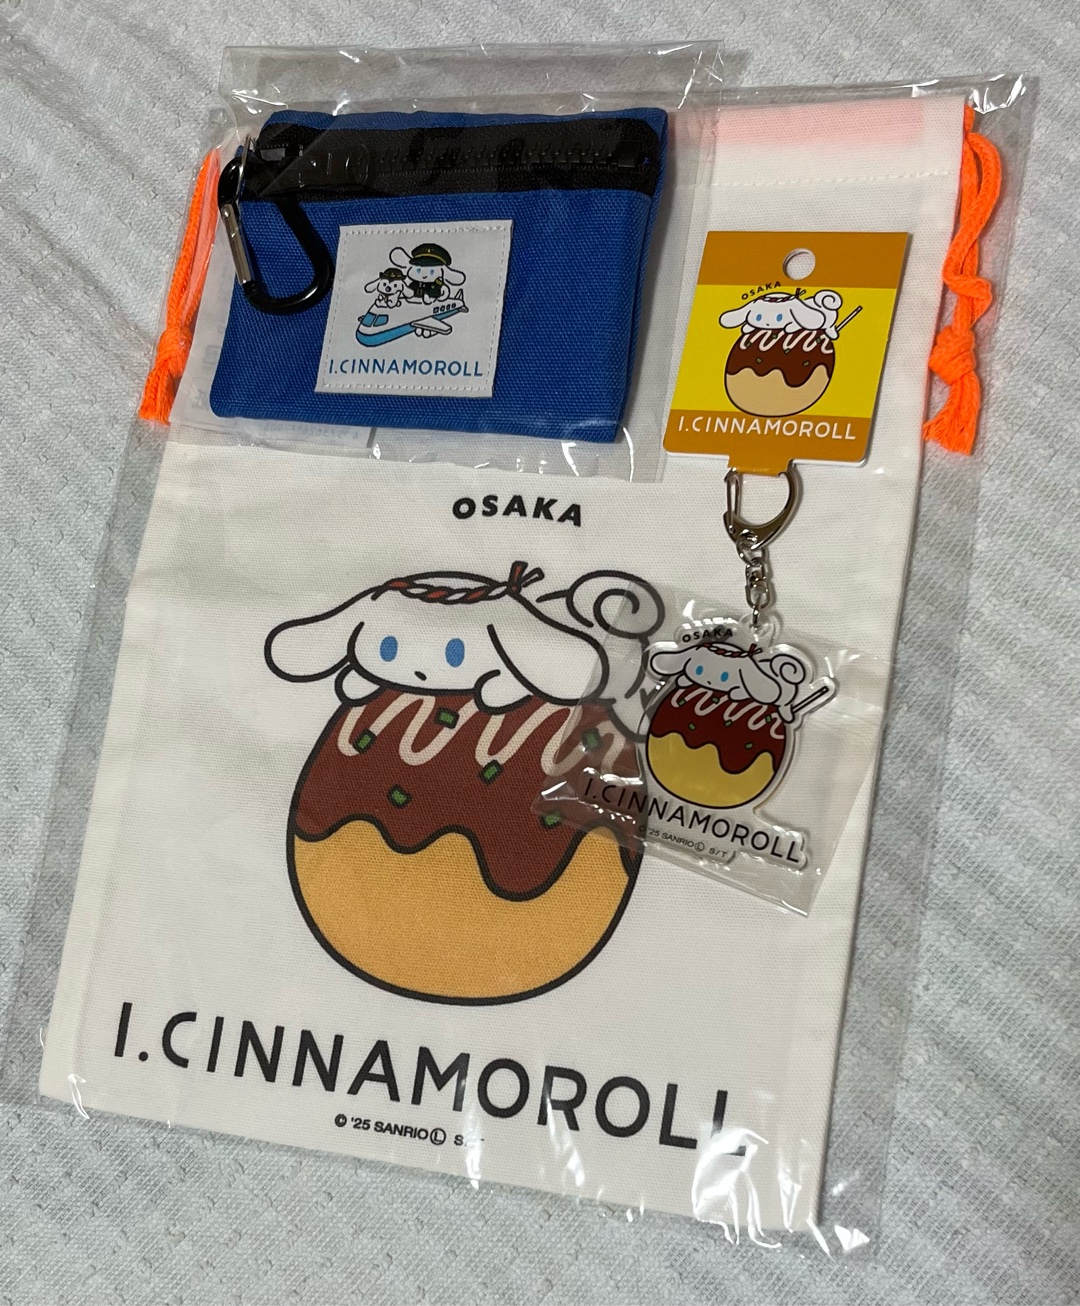 I.CINNAMOROLL
OSAKA
I.CINNAMOROLL
OSAKA
OSAKA
I.CINNAMOROLL
'25 SANRIO Ⓛ S/T
I.CINNAMOROLL
© '25 SANRIO Ⓛ S/T